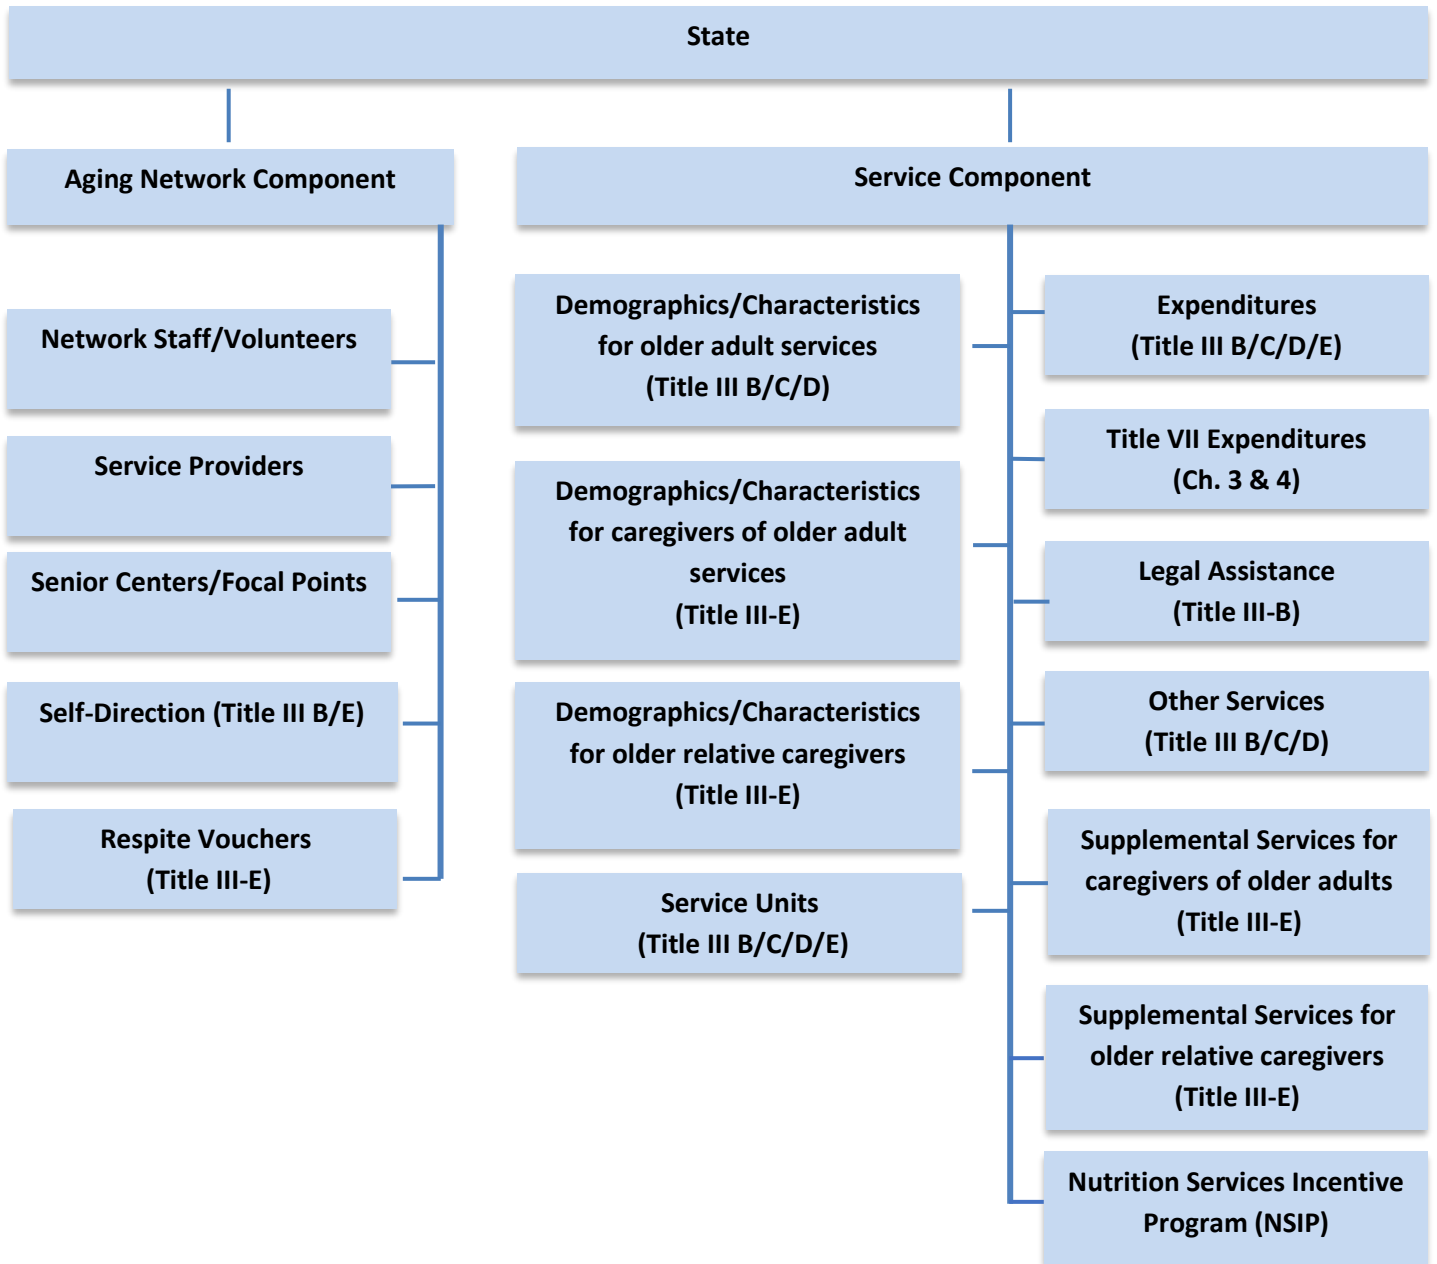 State
Aging Network Component
Network Staff/Volunteers
Service Providers
Senior Centers/Focal Points
Self-Direction (Title III B/E)
Respite Vouchers
(Title III-E)
Service Component
Demographics/Characteristics
for older adult services
(Title III B/C/D)
Demographics/Characteristics
for caregivers of older adult
services
(Title III-E)
Demographics/Characteristics
for older relative caregivers
(Title III-E)
Service Units
(Title III B/C/D/E)
Expenditures
(Title III B/C/D/E)
Title VII Expenditures
(Ch. 3 & 4)
Legal Assistance
(Title III-B)
Other Services
(Title III B/C/D)
Supplemental Services for
caregivers of older adults
(Title III-E)
Supplemental Services for
older relative caregivers
(Title III-E)
Nutrition Services Incentive
Program (NSIP)